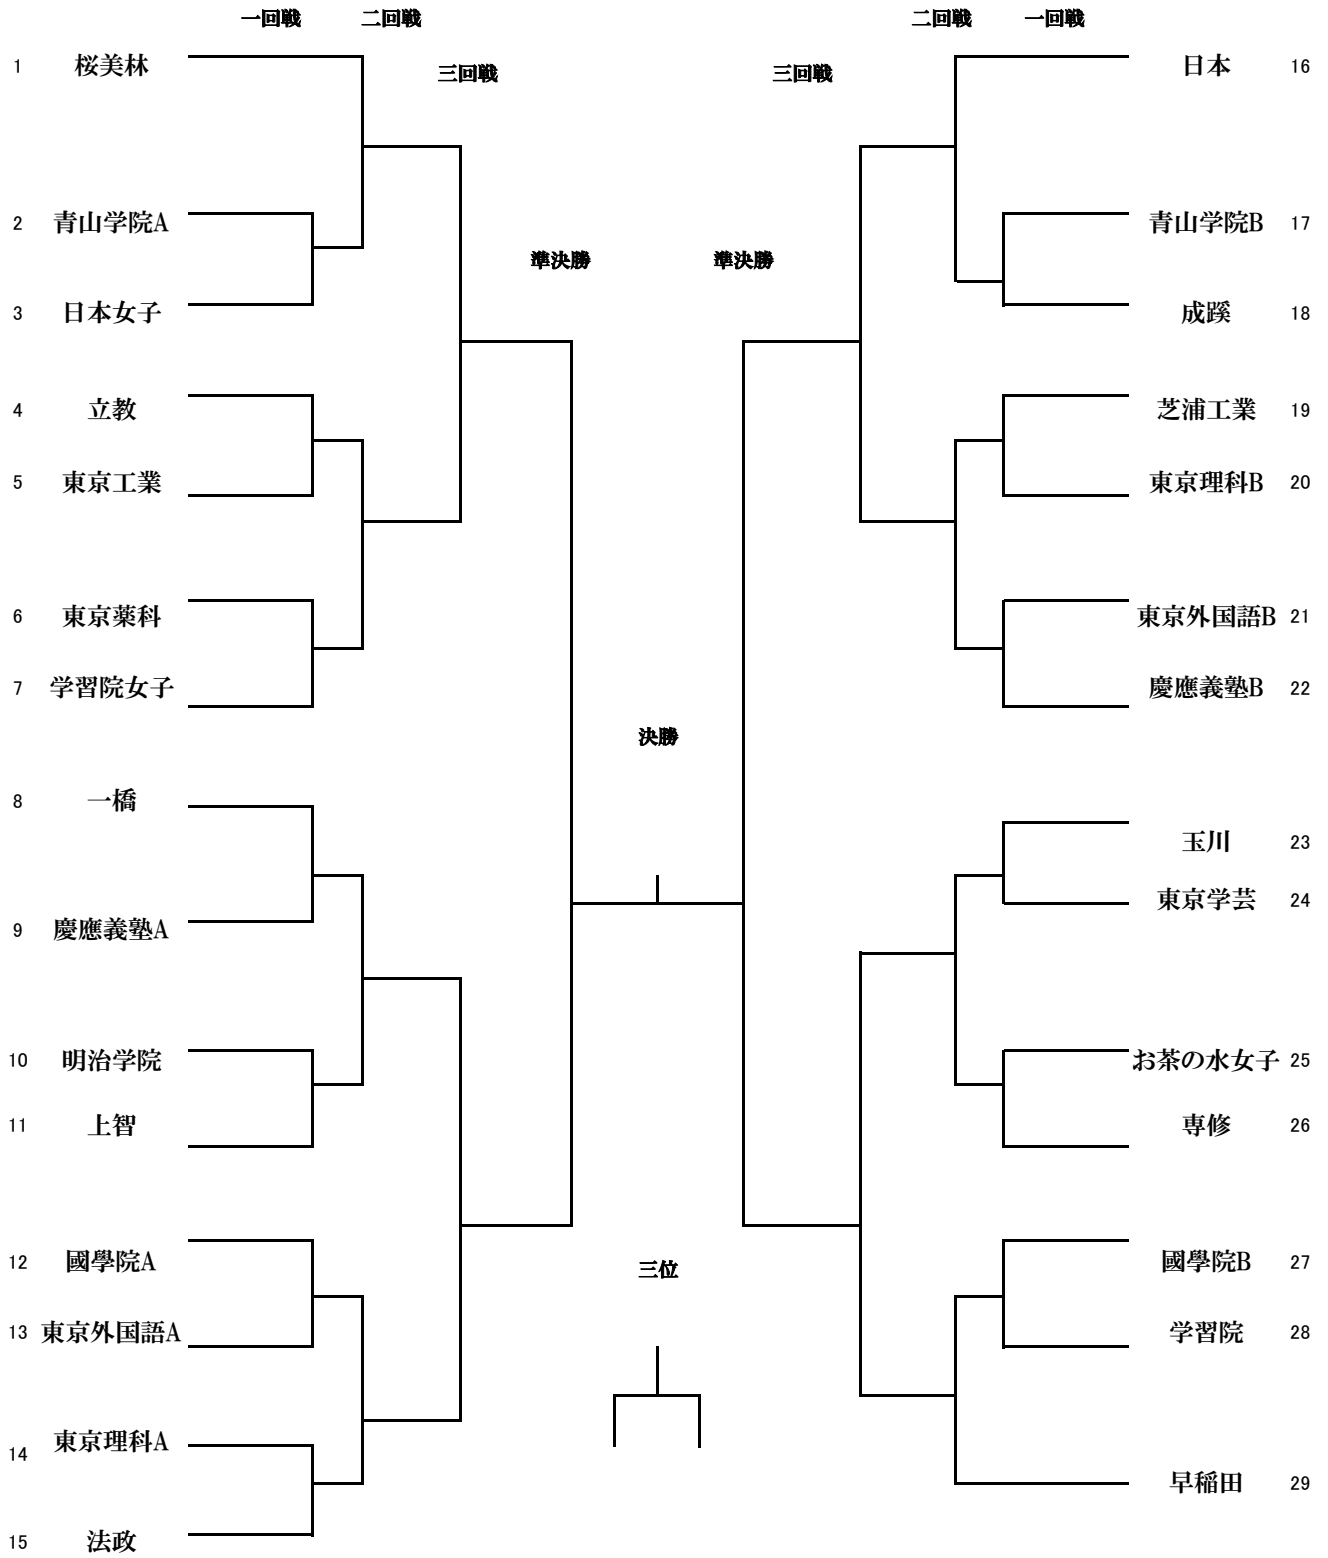 一回戦 二回戦 二回戦 一回戦
三回戦 三回戦
1 桜美林
2 青山学院A
3 日本女子
4 立教
5 東京工業
6 東京薬科
7 学習院女子
8 一橋
9 慶應義塾A
10 明治学院
11 上智
12 國學院A
13 東京外国語A
14 東京理科A
15 法政
準決勝 準決勝
決勝
三位
日本 16
青山学院B 17
成蹊 18
芝浦工業 19
東京理科B 20
東京外国語B 21
慶應義塾B 22
玉川 23
東京学芸 24
お茶の水女子 25
専修 26
國學院B 27
学習院 28
早稲田 29